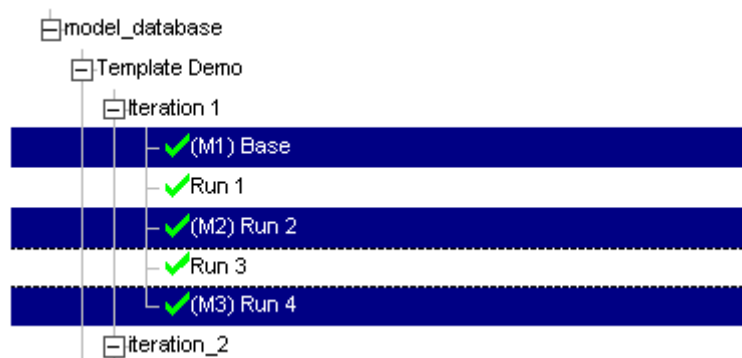 model_database
Template Demo
Iteration 1
(M1) Base
Run 1
(M2) Run 2
Run 3
(M3) Run 4
iteration_2